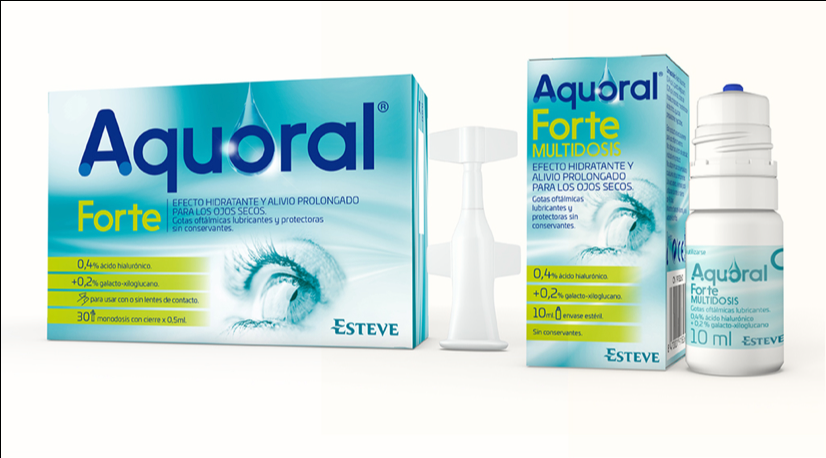 Aquoral®
Forte
EFECTO HIDRATANTE Y ALIVIO PROLONGADO
PARA LOS OJOS SECOS.
Gotas oftálmicas lubricantes y protectoras
sin conservantes.
0,4% ácido hialurónico.
+0,2% galacto-xiloglucano.
para usar con o sin lentes de contacto.
30 monodosis con cierre x 0,5ml.
ESTEVE
Aquoral®
Forte
MULTIDOSIS
EFECTO HIDRATANTE Y
ALIVIO PROLONGADO
PARA LOS OJOS SECOS.
Gotas oftálmicas
lubricantes y
protectoras sin
conservantes.
0,4% ácido hialurónico.
+0,2% galacto-xiloglucano.
10ml envase estéril.
Sin conservantes.
ESTEVE
Aquoral
Forte
MULTIDOSIS
Gotas oftálmicas lubricantes.
0,4% ácido hialurónico
+ 0,2% galacto-xiloglucano
10 ml ESTEVE